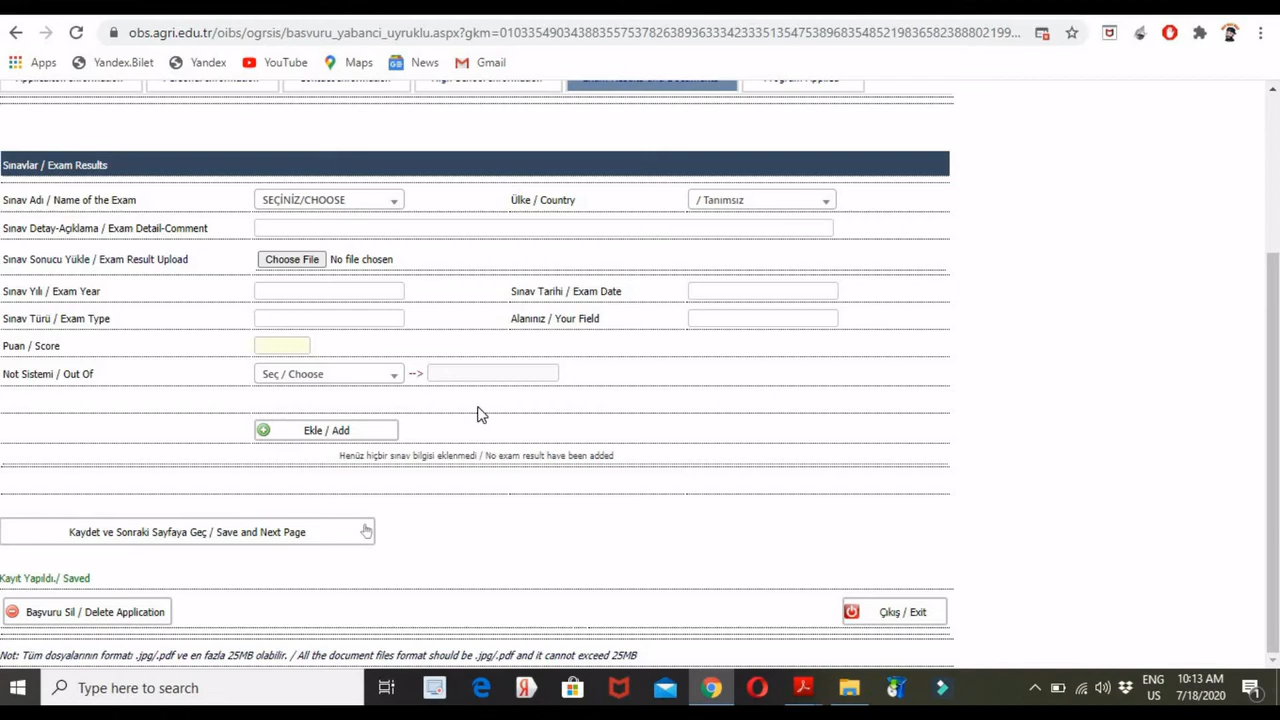 obs.agri.edu.tr/oibs/ogrsis/basvuru_yabanci_uyruklu.aspx?
Apps Yandex.Bilet Yandex YouTube Maps News Gmail
Sınavlar / Exam Results
Sınav Adı / Name of the Exam SEÇİNİZ/CHOOSE Ülke / Country / Tanımsız
Sınav Detay-Açıklama / Exam Detail-Comment
Sınav Sonucu Yükle / Exam Result Upload Choose File No file chosen
Sınav Yılı / Exam Year Sınav Tarihi / Exam Date
Sınav Türü / Exam Type Alanınız / Your Field
Puan / Score
Not Sistemi / Out Of Seç / Choose -->
Ekle / Add
Henüz hiçbir sınav bilgisi eklenmedi / No exam result have been added
Kaydet ve Sonraki Sayfaya Geç / Save and Next Page
Kayıt Yapıldı./ Saved
Başvuru Sil / Delete Application Çıkış / Exit
Not: Tüm dosyalarının formatı .jpg/.pdf ve en fazla 25MB olabilir. / All the document files format should be .jpg/.pdf and it cannot exceed 25MB
Type here to search ENG 10:13 AM
US 7/18/2020 1